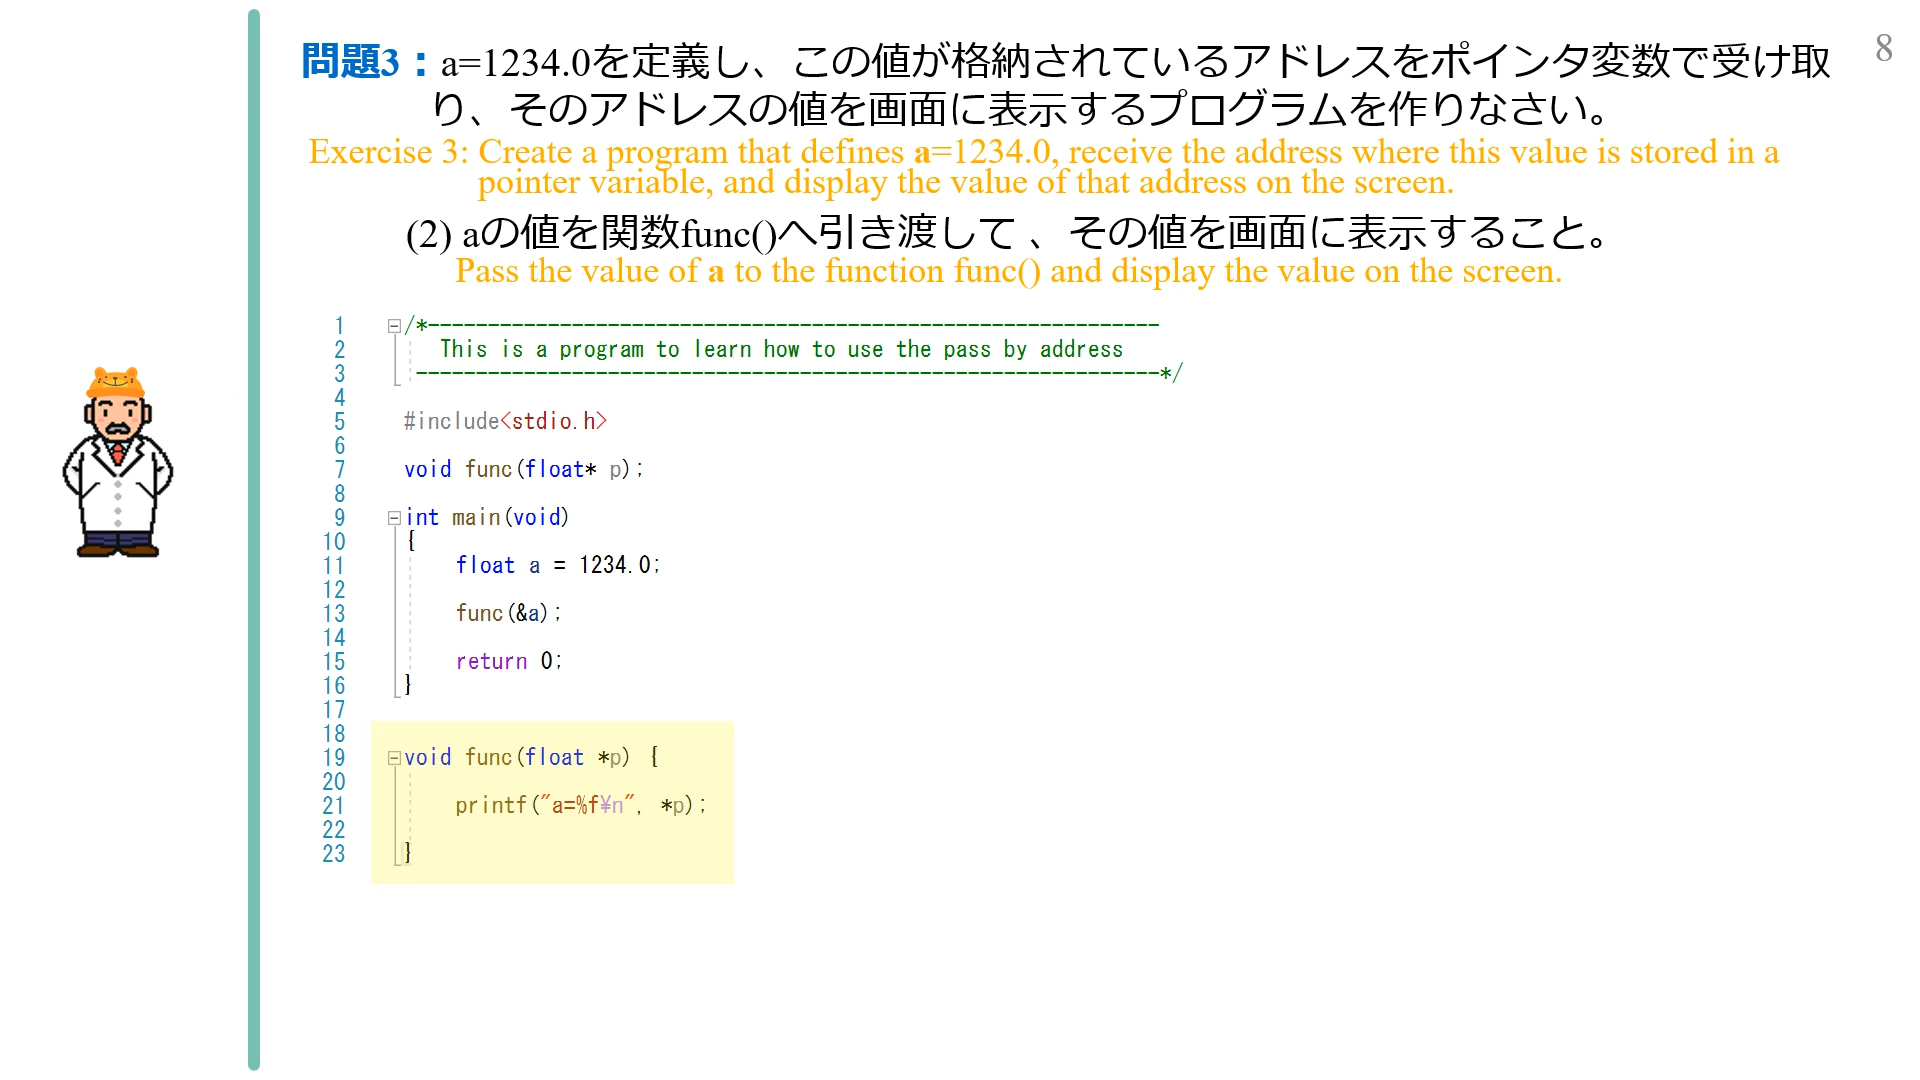 8
問題3：a=1234.0を定義し、この値が格納されているアドレスをポインタ変数で受け取
り、そのアドレスの値を画面に表示するプログラムを作りなさい。
Exercise 3: Create a program that defines a=1234.0, receive the address where this value is stored in a
pointer variable, and display the value of that address on the screen.
(2) aの値を関数func()へ引き渡して 、その値を画面に表示すること。
Pass the value of a to the function func() and display the value on the screen.
1 /*-------------------------------------------------------------
2 This is a program to learn how to use the pass by address
3 --------------------------------------------------------------*/
4
5 #include<stdio.h>
6
7 void func(float* p);
8
9 int main(void)
10 {
11 float a = 1234.0;
12
13 func(&a);
14
15 return 0;
16 }
17
18
19 void func(float *p) {
20
21 printf("a=%f¥n", *p);
22
23 }